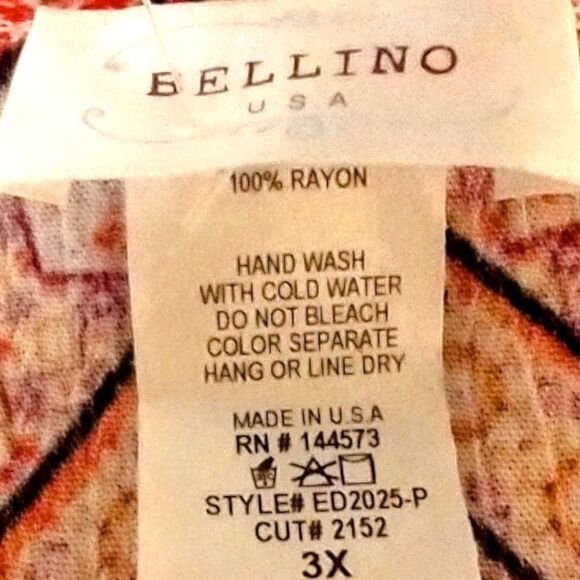 BELLINO
USA
100% RAYON
HAND WASH
WITH COLD WATER
DO NOT BLEACH
COLOR SEPARATE
HANG OR LINE DRY
MADE IN U.S.A
RN # 144573
STYLE# ED2025-P
CUT# 2152
3X